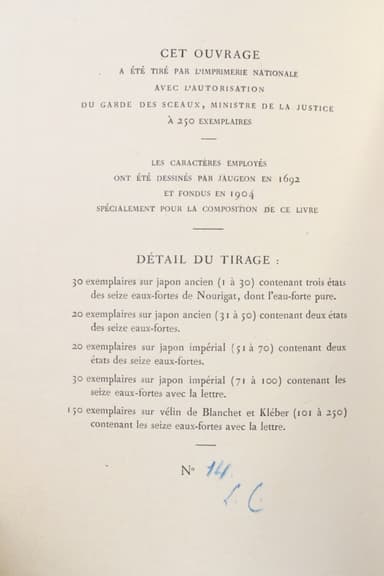 CET OUVRAGE
A ÉTÉ TIRÉ PAR L'IMPRIMERIE NATIONALE
AVEC L'AUTORISATION
DU GARDE DES SCEAUX, MINISTRE DE LA JUSTICE
À 250 EXEMPLAIRES
LES CARACTÈRES EMPLOYÉS
ONT ÉTÉ DESSINÉS PAR JAUGEON EN 1692
ET FONDUS EN 1904
SPÉCIALEMENT POUR LA COMPOSITION DE CE LIVRE
DÉTAIL DU TIRAGE :
30 exemplaires sur japon ancien (1 à 30) contenant trois états
des seize eaux-fortes de Nourigat, dont l'eau-forte pure.
20 exemplaires sur japon ancien (31 à 50) contenant deux états
des seize eaux-fortes.
20 exemplaires sur japon impérial (51 à 70) contenant deux
états des seize eaux-fortes.
30 exemplaires sur japon impérial (71 à 100) contenant les
seize eaux-fortes avec la lettre.
150 exemplaires sur vélin de Blanchet et Kléber (101 à 250)
contenant les seize eaux-fortes avec la lettre.
N° 14
L. C.